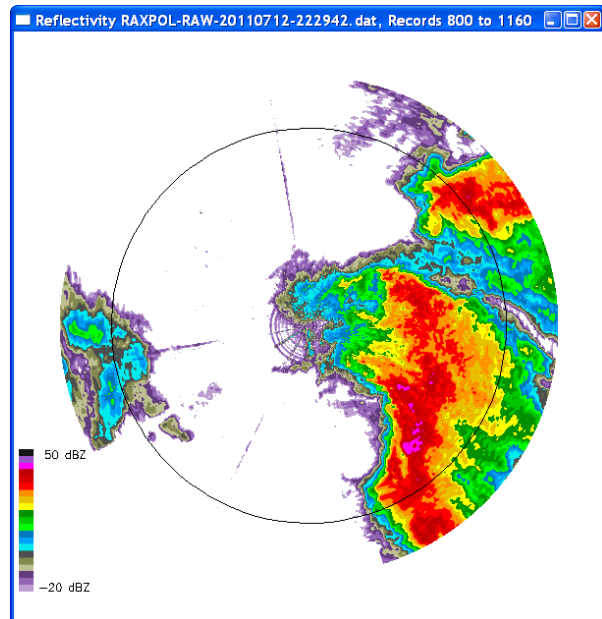 Reflectivity RAXPOL-RAW-20110712-222942.dat, Records 800 to 1160
50 dBZ
-20 dBZ